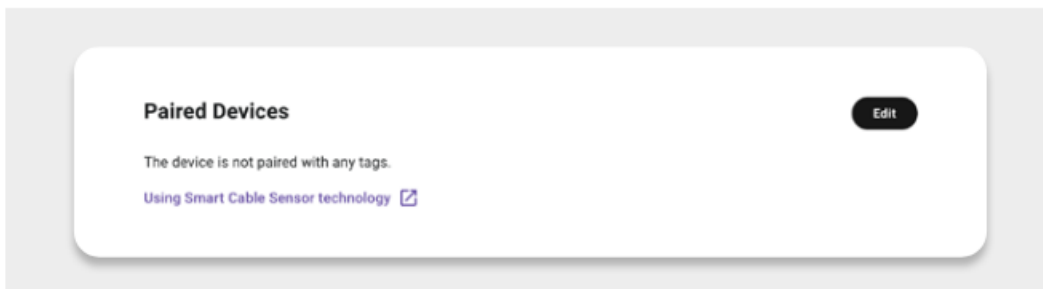 Paired Devices
Edit
The device is not paired with any tags.
Using Smart Cable Sensor technology